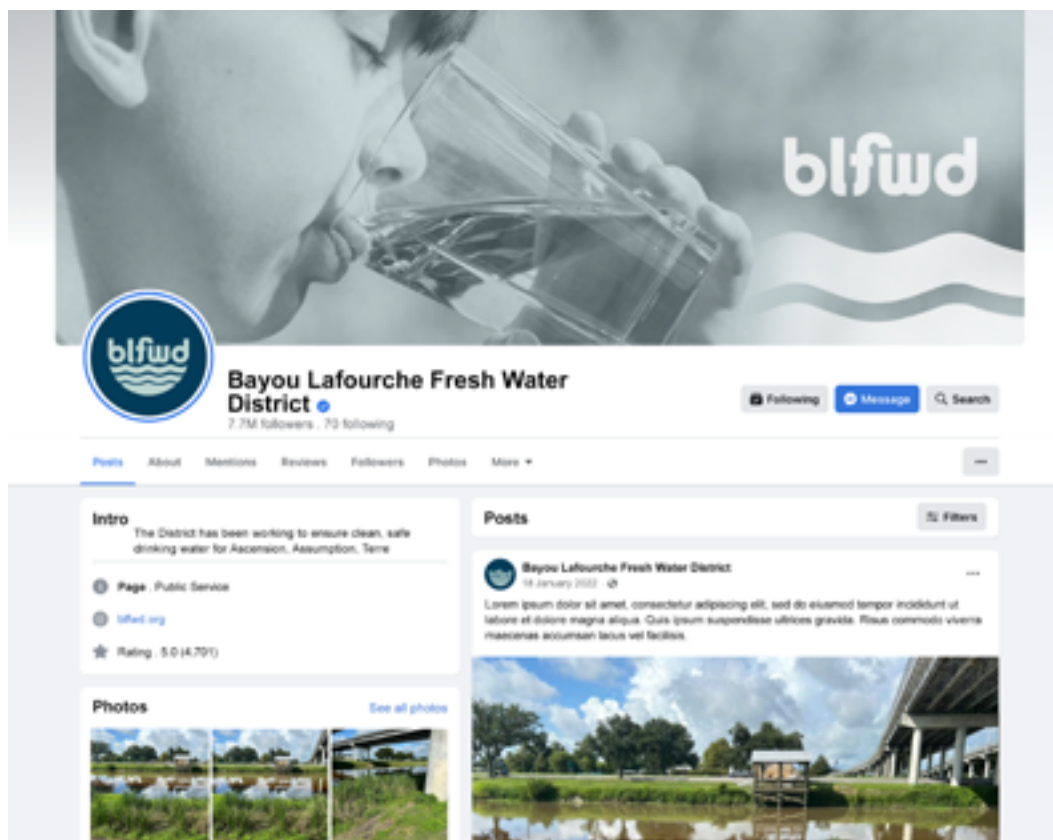 blfwd
blfwd
Bayou Lafourche Fresh Water
District
7.7M followers . 70 following
Following
Message
Search
Posts
About
Mentions
Reviews
Followers
Photos
More
Intro
The District has been working to ensure clean, safe
drinking water for Ascension, Assumption, Terre
Page . Public Service
blfwd.org
Rating . 5.0 (4,701)
Photos
See all photos
Posts
Filters
Bayou Lafourche Fresh Water District
18 January 2022 ·
Lorem ipsum dolor sit amet, consectetur adipiscing elit, sed do eiusmod tempor incididunt ut
labore et dolore magna aliqua. Quis ipsum suspendisse ultrices gravida. Risus commodo viverra
maecenas accumsan lacus vel facilisis.